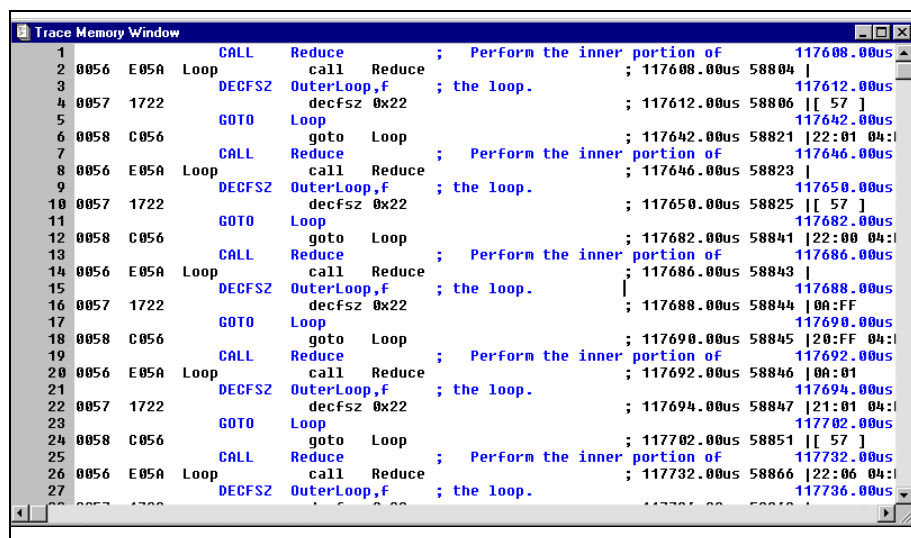 Trace Memory Window
1 CALL Reduce ; Perform the inner portion of 117608.00us
2 0056 E05A Loop call Reduce ; 117608.00us 58804 |
3 DECFSZ OuterLoop,f ; the loop. 117612.00us
4 0057 1722 decfsz 0x22 ; 117612.00us 58806 |[ 57 ]
5 GOTO Loop 117642.00us
6 0058 C056 goto Loop ; 117642.00us 58821 |22:01 04:
7 CALL Reduce ; Perform the inner portion of 117646.00us
8 0056 E05A Loop call Reduce ; 117646.00us 58823 |
9 DECFSZ OuterLoop,f ; the loop. 117650.00us
10 0057 1722 decfsz 0x22 ; 117650.00us 58825 |[ 57 ]
11 GOTO Loop 117682.00us
12 0058 C056 goto Loop ; 117682.00us 58841 |22:00 04:
13 CALL Reduce ; Perform the inner portion of 117686.00us
14 0056 E05A Loop call Reduce ; 117686.00us 58843 |
15 DECFSZ OuterLoop,f ; the loop. 117688.00us
16 0057 1722 decfsz 0x22 ; 117688.00us 58844 |0A:FF
17 GOTO Loop 117690.00us
18 0058 C056 goto Loop ; 117690.00us 58845 |20:FF 04:
19 CALL Reduce ; Perform the inner portion of 117692.00us
20 0056 E05A Loop call Reduce ; 117692.00us 58846 |0A:01
21 DECFSZ OuterLoop,f ; the loop. 117694.00us
22 0057 1722 decfsz 0x22 ; 117694.00us 58847 |21:01 04:
23 GOTO Loop 117702.00us
24 0058 C056 goto Loop ; 117702.00us 58851 |[ 57 ]
25 CALL Reduce ; Perform the inner portion of 117732.00us
26 0056 E05A Loop call Reduce ; 117732.00us 58866 |22:06 04:
27 DECFSZ OuterLoop,f ; the loop. 117736.00us